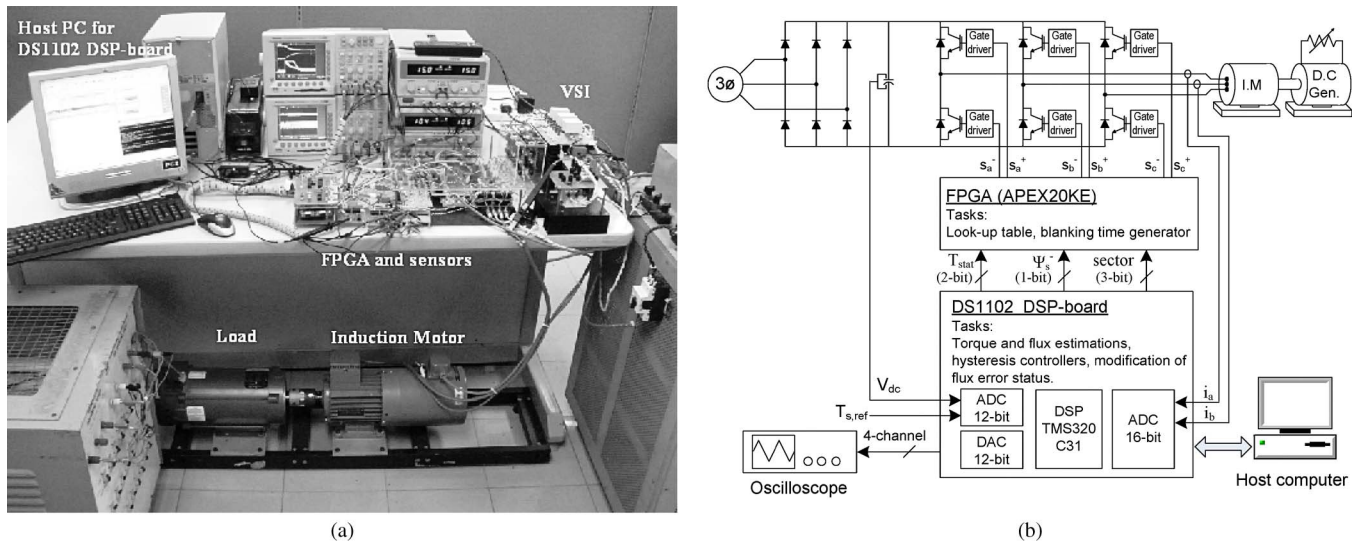 Host PC for
DS1102 DSP-board
VSI
FPGA and sensors
Load
Induction Motor
(a)
3ø
Gate
driver
Gate
driver
Gate
driver
Gate
driver
Gate
driver
Gate
driver
I.M
D.C
Gen.
Sa- Sa+ Sb- Sb+ Sc- Sc+
FPGA (APEX20KE)
Tasks:
Look-up table, blanking time generator
Tstat
(2-bit)
Ψs-
(1-bit)
sector
(3-bit)
DS1102 DSP-board
Tasks:
Torque and flux estimations,
hysteresis controllers, modification of
flux error status.
Vdc
Ts,ref
4-channel
ADC
12-bit
DAC
12-bit
DSP
TMS320
C31
ADC
16-bit
ia
ib
Oscilloscope
Host computer
(b)